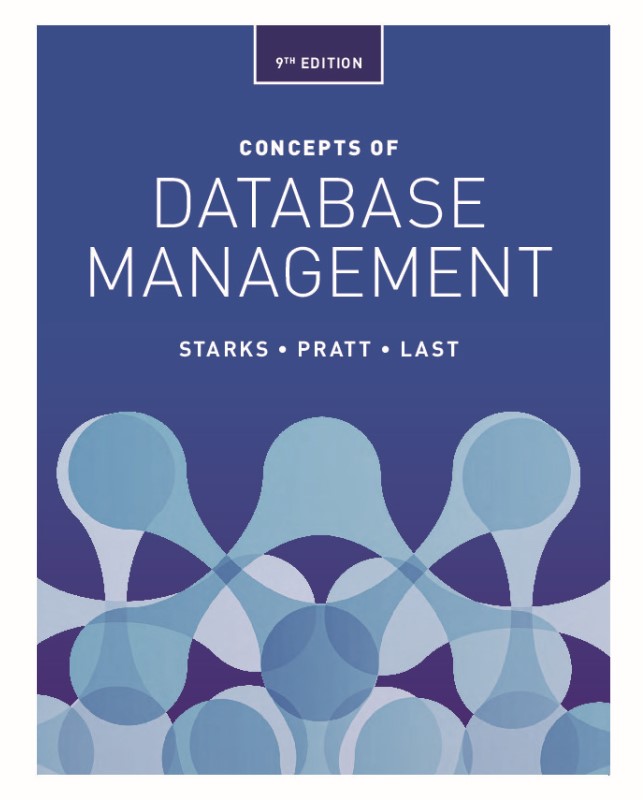 9TH EDITION
CONCEPTS OF
DATABASE
MANAGEMENT
STARKS • PRATT • LAST